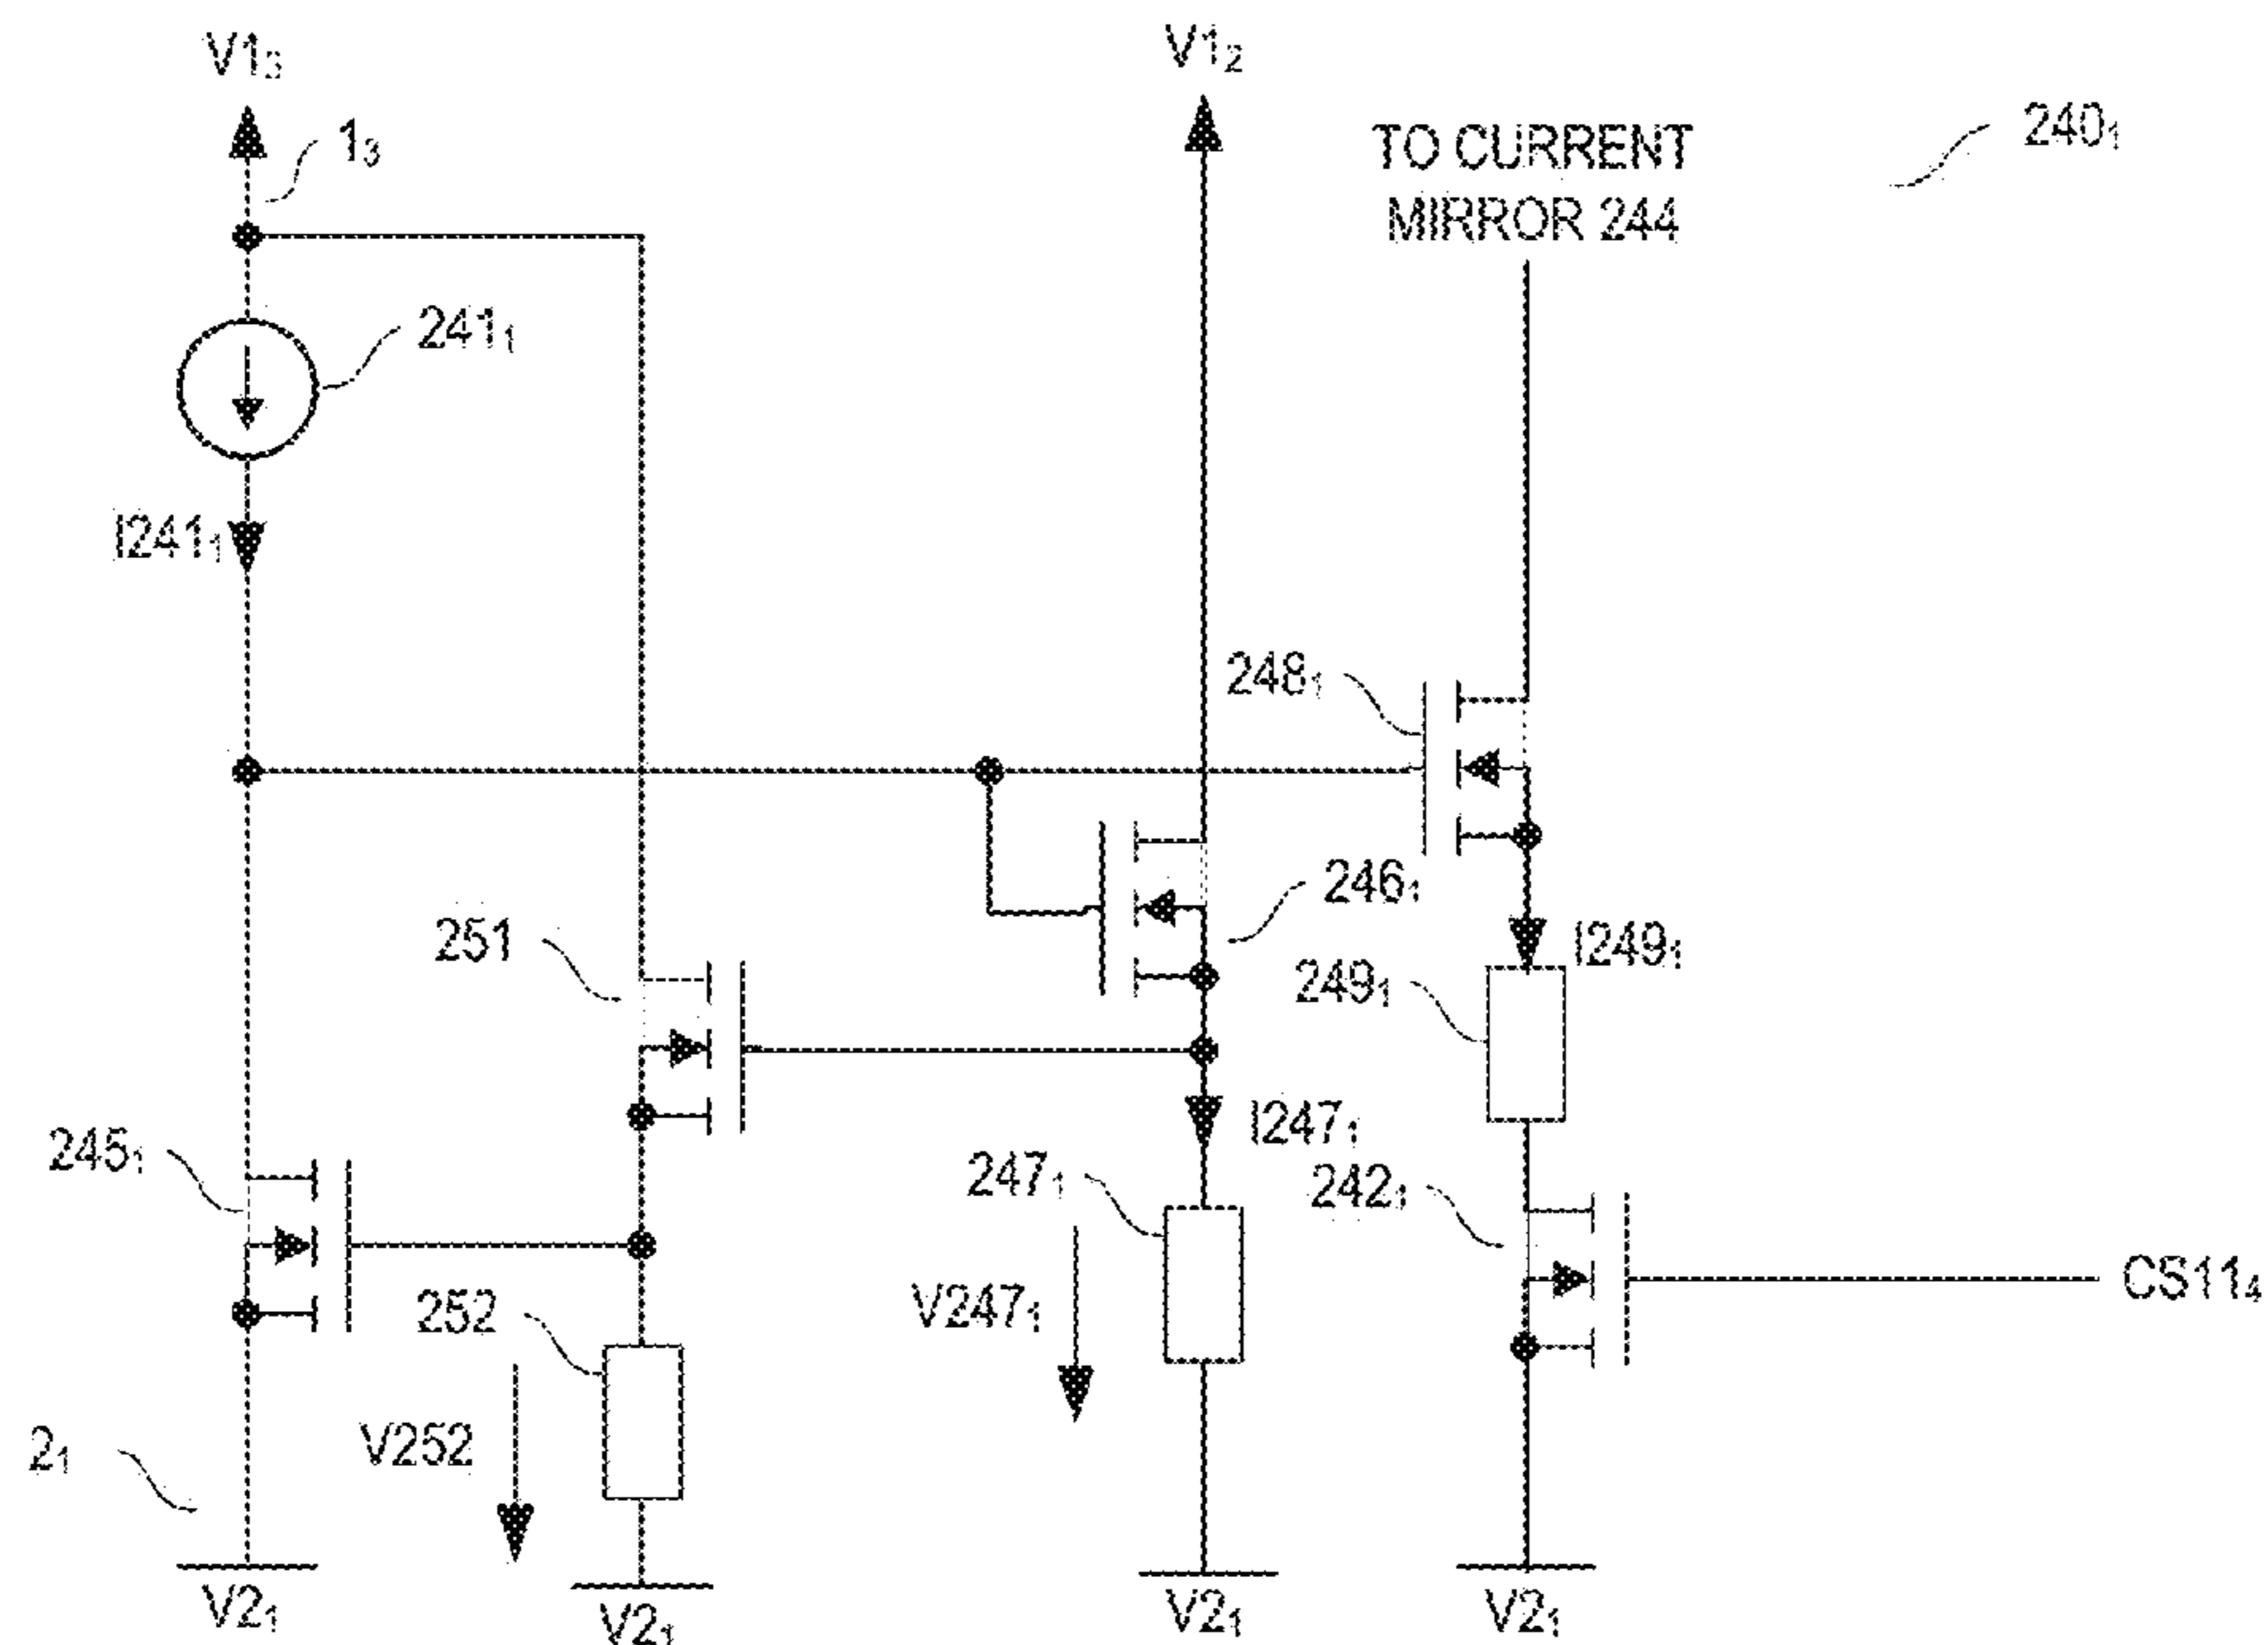 V1₃
V1₂
1₃
TO CURRENT
MIRROR 244
240₁
241₁
I241₁
248₁
246₁
251
I249₁
249₁
245₁
I247₁
247₁
242₁
252
V247₁
CS11₄
V252
2₁
V2₁
V2₁
V2₁
V2₁